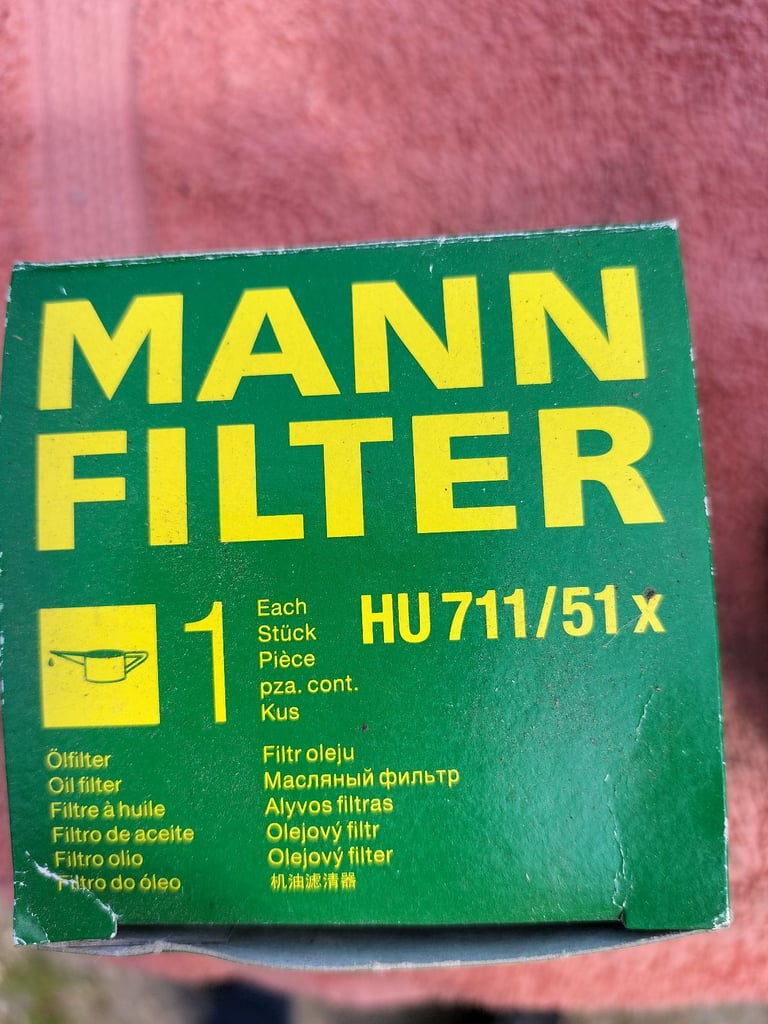 MANN
FILTER
1
Each
Stück
Pièce
pza. cont.
Kus
HU 711/51 x
Ölfilter
Oil filter
Filtre à huile
Filtro de aceite
Filtro olio
Filtro do óleo
Filtr oleju
Масляный фильтр
Alyvos filtras
Olejový filtr
Olejový filter
机油滤清器